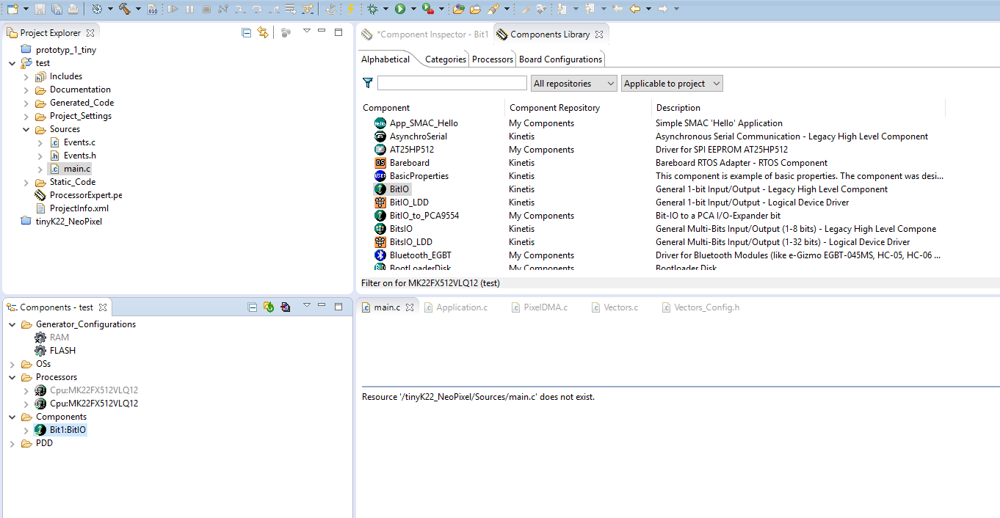 Project Explorer
prototyp_1_tiny
test
Includes
Documentation
Generated_Code
Project_Settings
Sources
Events.c
Events.h
main.c
Static_Code
ProcessorExpert.pe
ProjectInfo.xml
tinyK22_NeoPixel
*Component Inspector - Bit1
Components Library
Alphabetical Categories Processors Board Configurations
All repositories Applicable to project
Component Component Repository Description
App_SMAC_Hello My Components Simple SMAC 'Hello' Application
AsynchroSerial Kinetis Asynchronous Serial Communication - Legacy High Level Component
AT25HP512 My Components Driver for SPI EEPROM AT25HP512
Bareboard Kinetis Bareboard RTOS Adapter - RTOS Component
BasicProperties Kinetis This component is example of basic properties. The component was desi...
BitIO Kinetis General 1-bit Input/Output - Legacy High Level Component
BitIO_LDD Kinetis General 1-bit Input/Output - Logical Device Driver
BitIO_to_PCA9554 My Components Bit-IO to a PCA I/O-Expander bit
BitsIO Kinetis General Multi-Bits Input/Output (1-8 bits) - Legacy High Level Compone
BitsIO_LDD Kinetis General Multi-Bits Input/Output (1-32 bits) - Logical Device Driver
Bluetooth_EGBT My Components Driver for Bluetooth Modules (like e-Gizmo EGBT-045MS, HC-05, HC-06 ...
BootLoaderDisk My Components Bootloader Disk
Filter on for MK22FX512VLQ12 (test)
Components - test
Generator_Configurations
RAM
FLASH
OSs
Processors
Cpu:MK22FX512VLQ12
Cpu:MK22FX512VLQ12
Components
Bit1:BitIO
PDD
main.c Application.c PixelDMA.c Vectors.c Vectors_Config.h
Resource '/tinyK22_NeoPixel/Sources/main.c' does not exist.